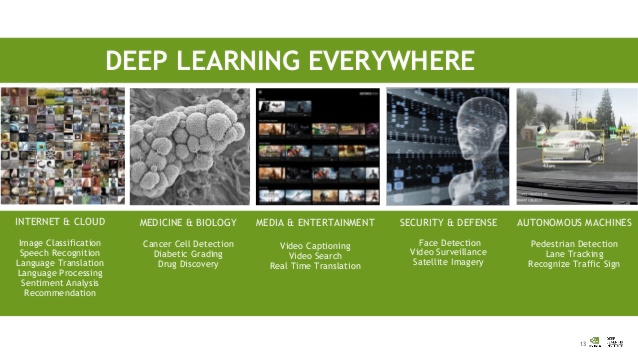 DEEP LEARNING EVERYWHERE
INTERNET & CLOUD
Image Classification
Speech Recognition
Language Translation
Language Processing
Sentiment Analysis
Recommendation
MEDICINE & BIOLOGY
Cancer Cell Detection
Diabetic Grading
Drug Discovery
MEDIA & ENTERTAINMENT
Video Captioning
Video Search
Real Time Translation
SECURITY & DEFENSE
Face Detection
Video Surveillance
Satellite Imagery
AUTONOMOUS MACHINES
Pedestrian Detection
Lane Tracking
Recognize Traffic Sign
13